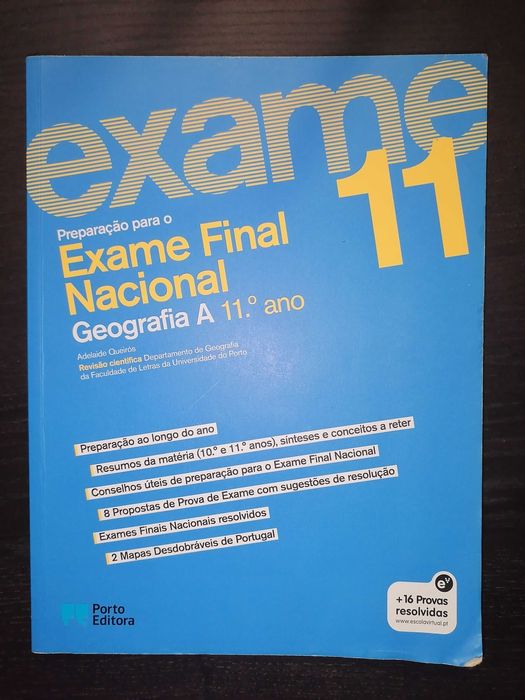 exame
11
Preparação para o
Exame Final
Nacional
Geografia A 11.º ano
Adelaide Queirós
Revisão científica Departamento de Geografia
da Faculdade de Letras da Universidade do Porto
Preparação ao longo do ano
Resumos da matéria (10.º e 11.º anos), sínteses e conceitos a reter
Conselhos úteis de preparação para o Exame Final Nacional
8 Propostas de Prova de Exame com sugestões de resolução
Exames Finais Nacionais resolvidos
2 Mapas Desdobráveis de Portugal
Porto
Editora
ev
+16 Provas
resolvidas
www.escolavirtual.pt